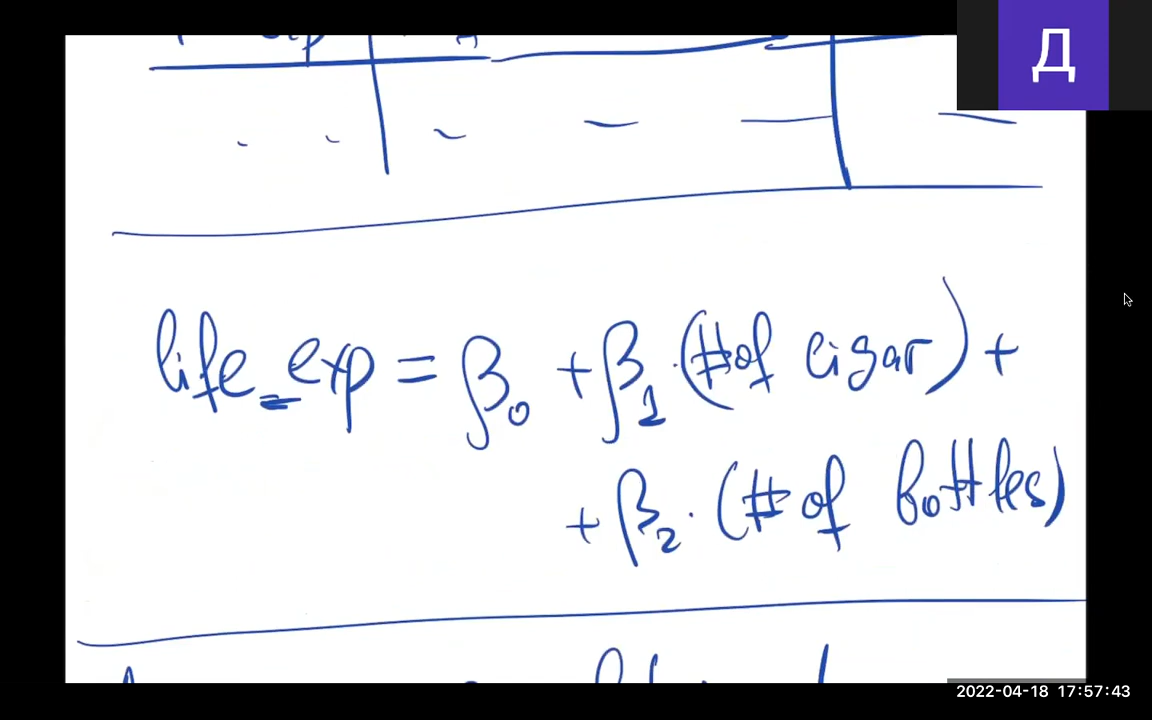 Д
life_exp = β₀ + β₁ · (# of cigar) +
+ β₂ · (# of bottles)
2022-04-18 17:57:43